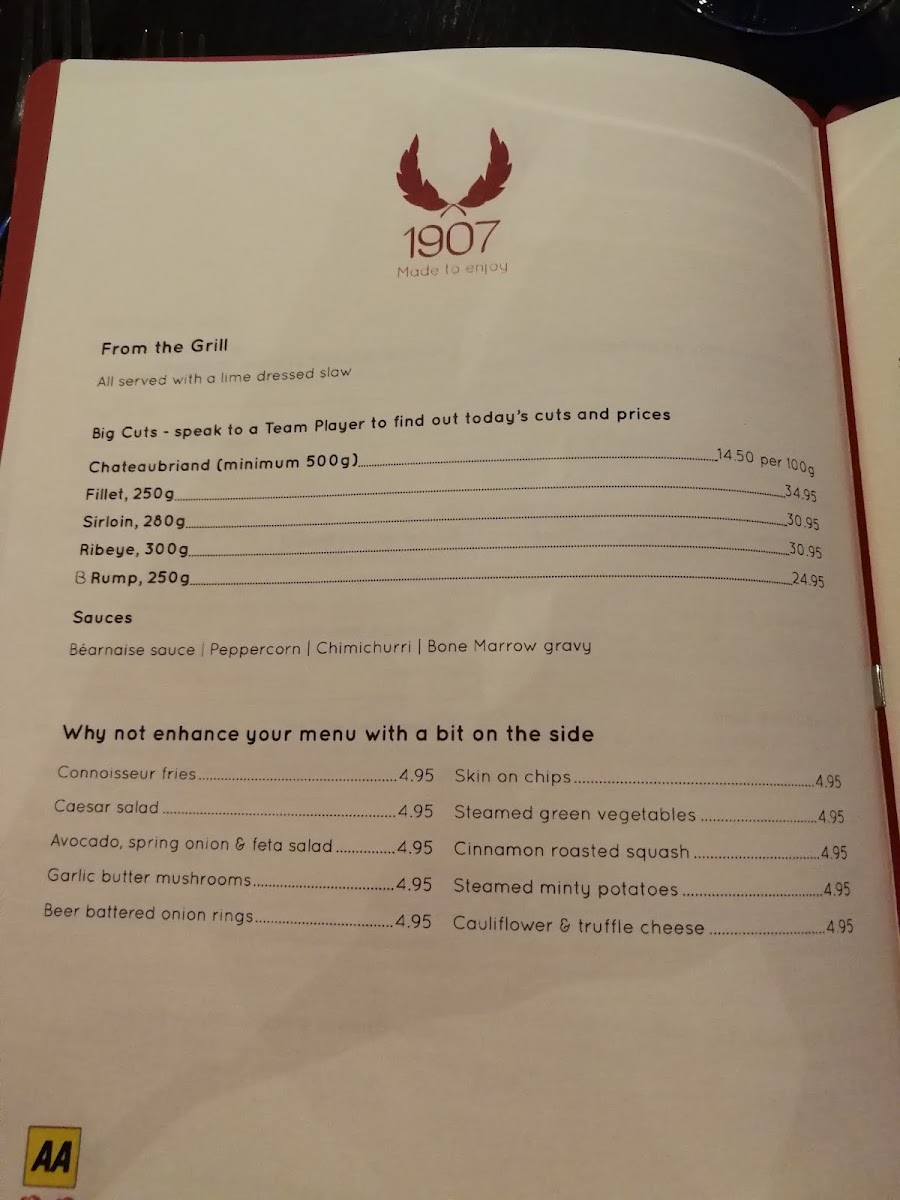 1907
Made to enjoy
From the Grill
All served with a lime dressed slaw
Big Cuts - speak to a Team Player to find out today's cuts and prices
Chateaubriand (minimum 500g) 14.50 per 100g
Fillet, 250g 34.95
Sirloin, 280g 30.95
Ribeye, 300g 30.95
B Rump, 250g 24.95
Sauces
Béarnaise sauce | Peppercorn | Chimichurri | Bone Marrow gravy
Why not enhance your menu with a bit on the side
Connoisseur fries 4.95
Caesar salad 4.95
Avocado, spring onion & feta salad 4.95
Garlic butter mushrooms 4.95
Beer battered onion rings 4.95
Skin on chips 4.95
Steamed green vegetables 4.95
Cinnamon roasted squash 4.95
Steamed minty potatoes 4.95
Cauliflower & truffle cheese 4.95
AA